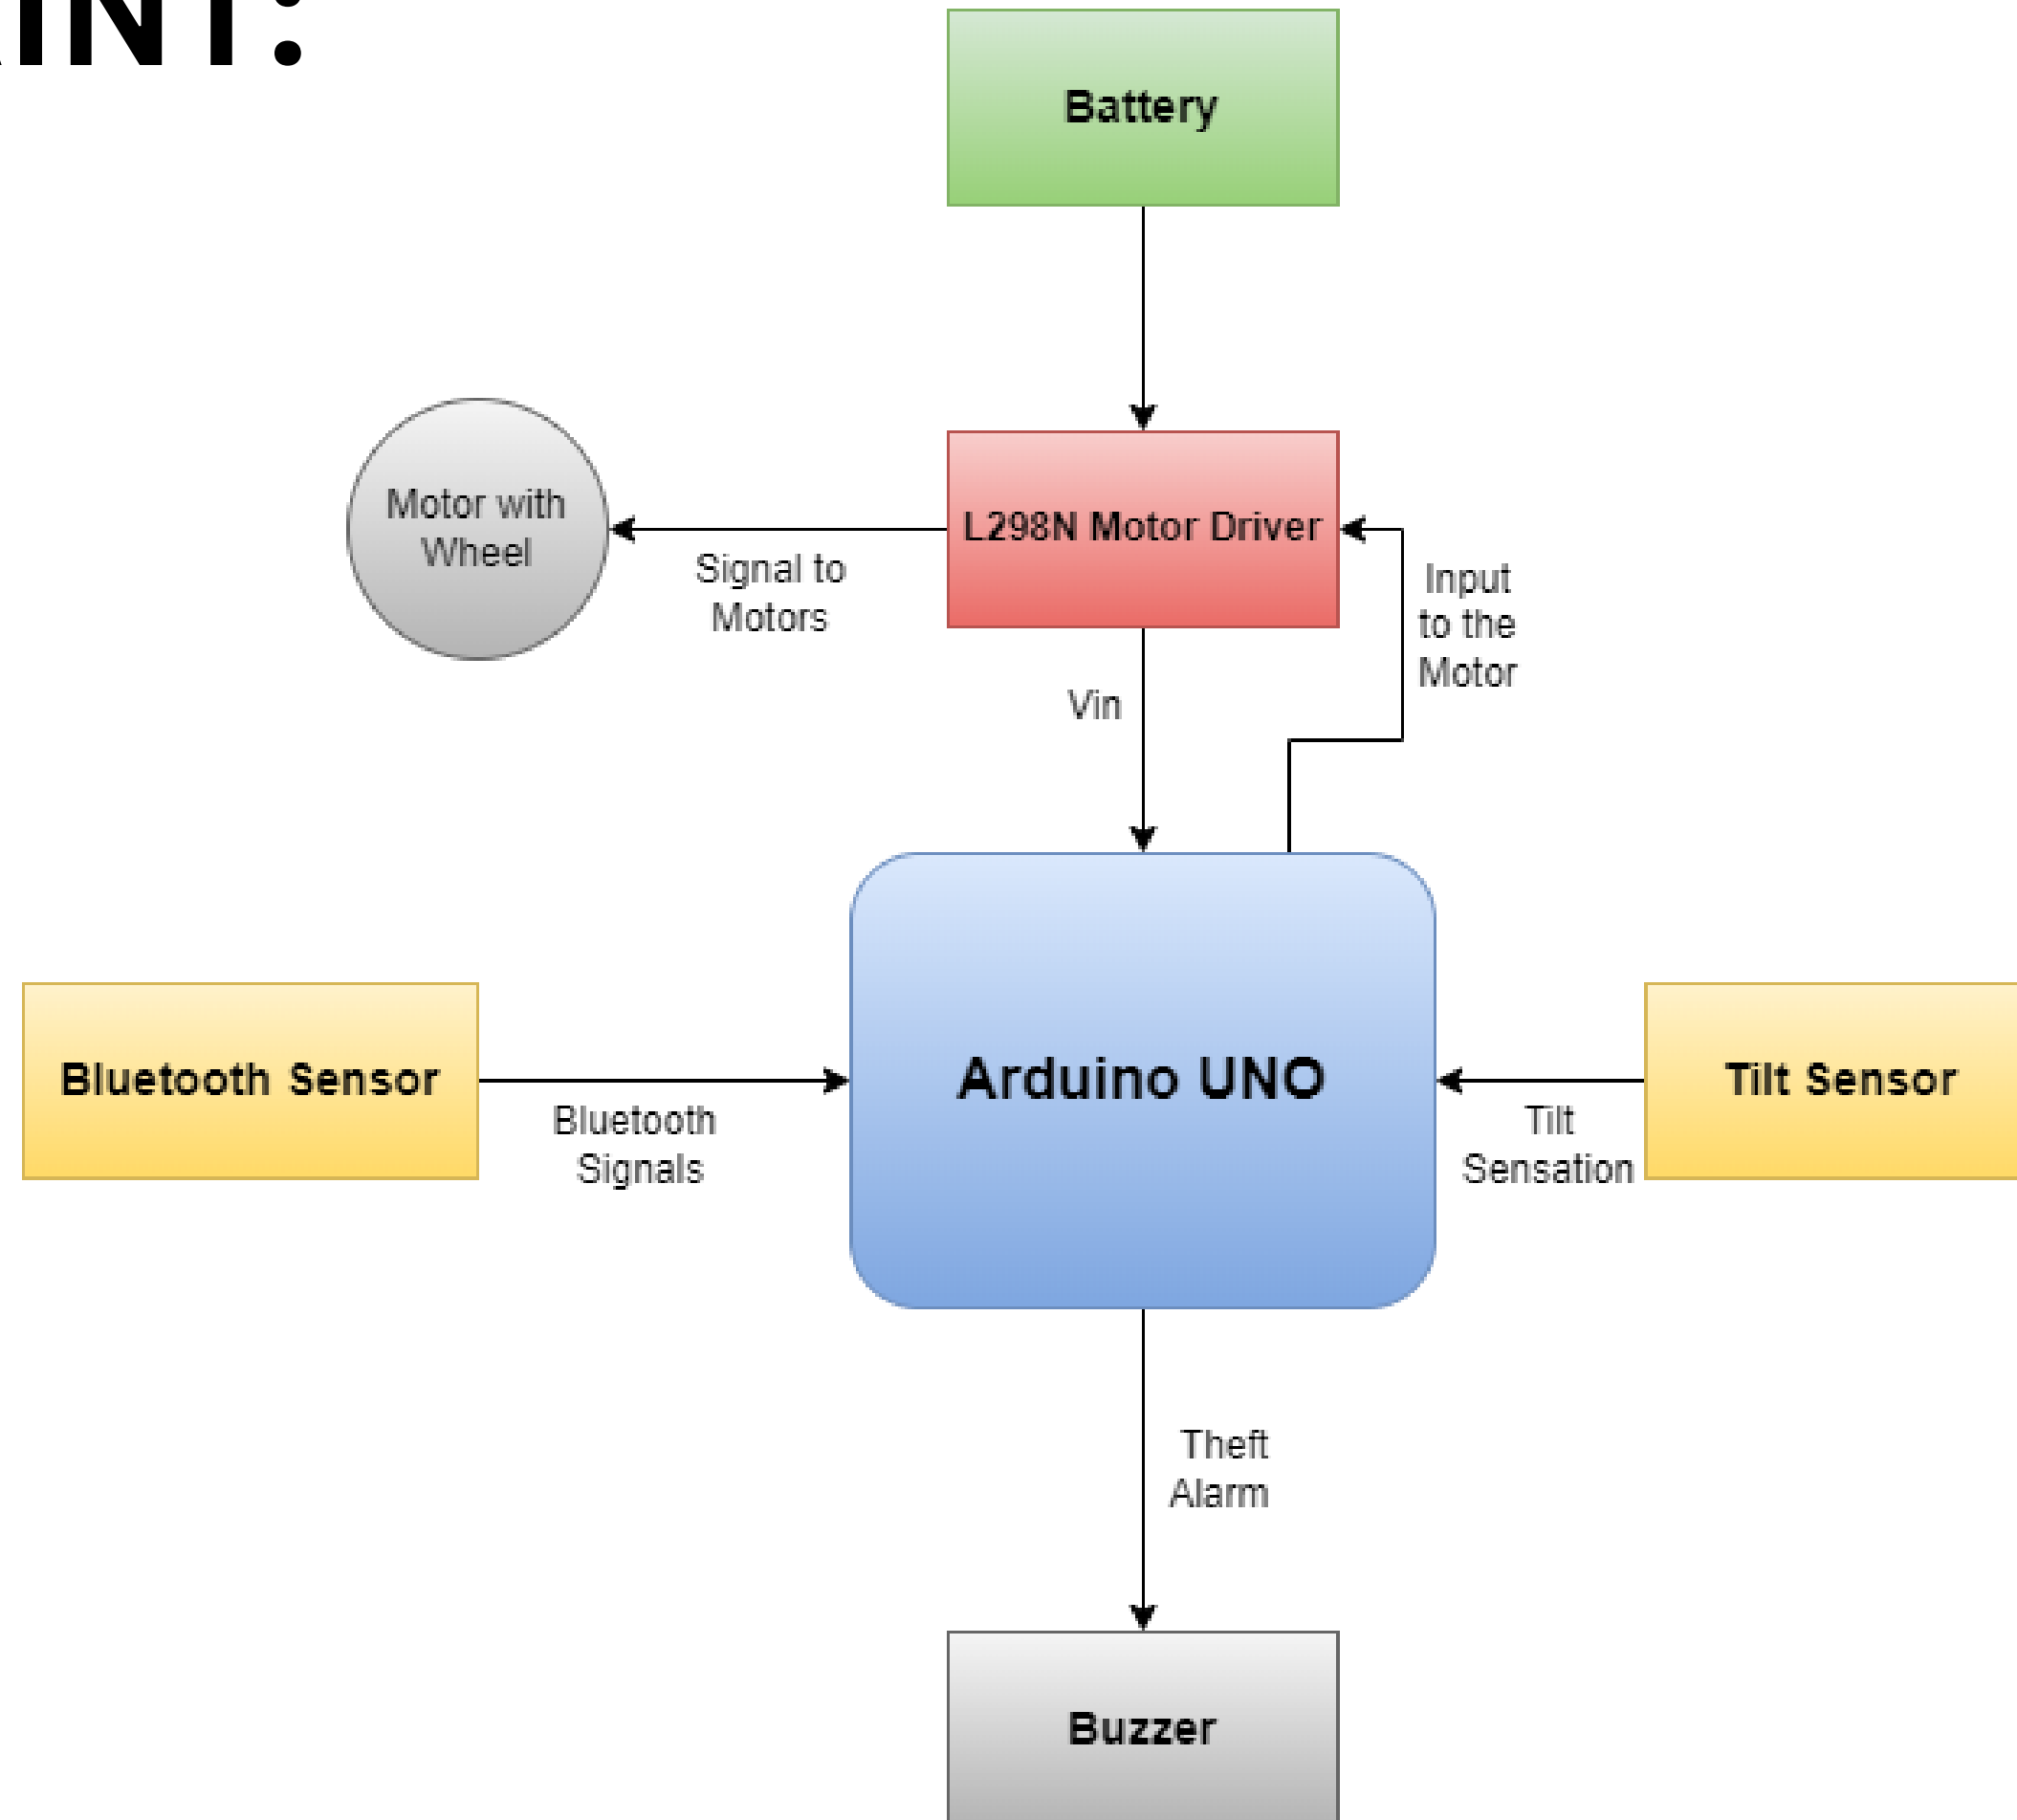 INT:
Battery
Motor with
Wheel
L298N Motor Driver
Signal to
Motors
Input
to the
Motor
Vin
Bluetooth Sensor
Bluetooth
Signals
Arduino UNO
Tilt Sensor
Tilt
Sensation
Theft
Alarm
Buzzer